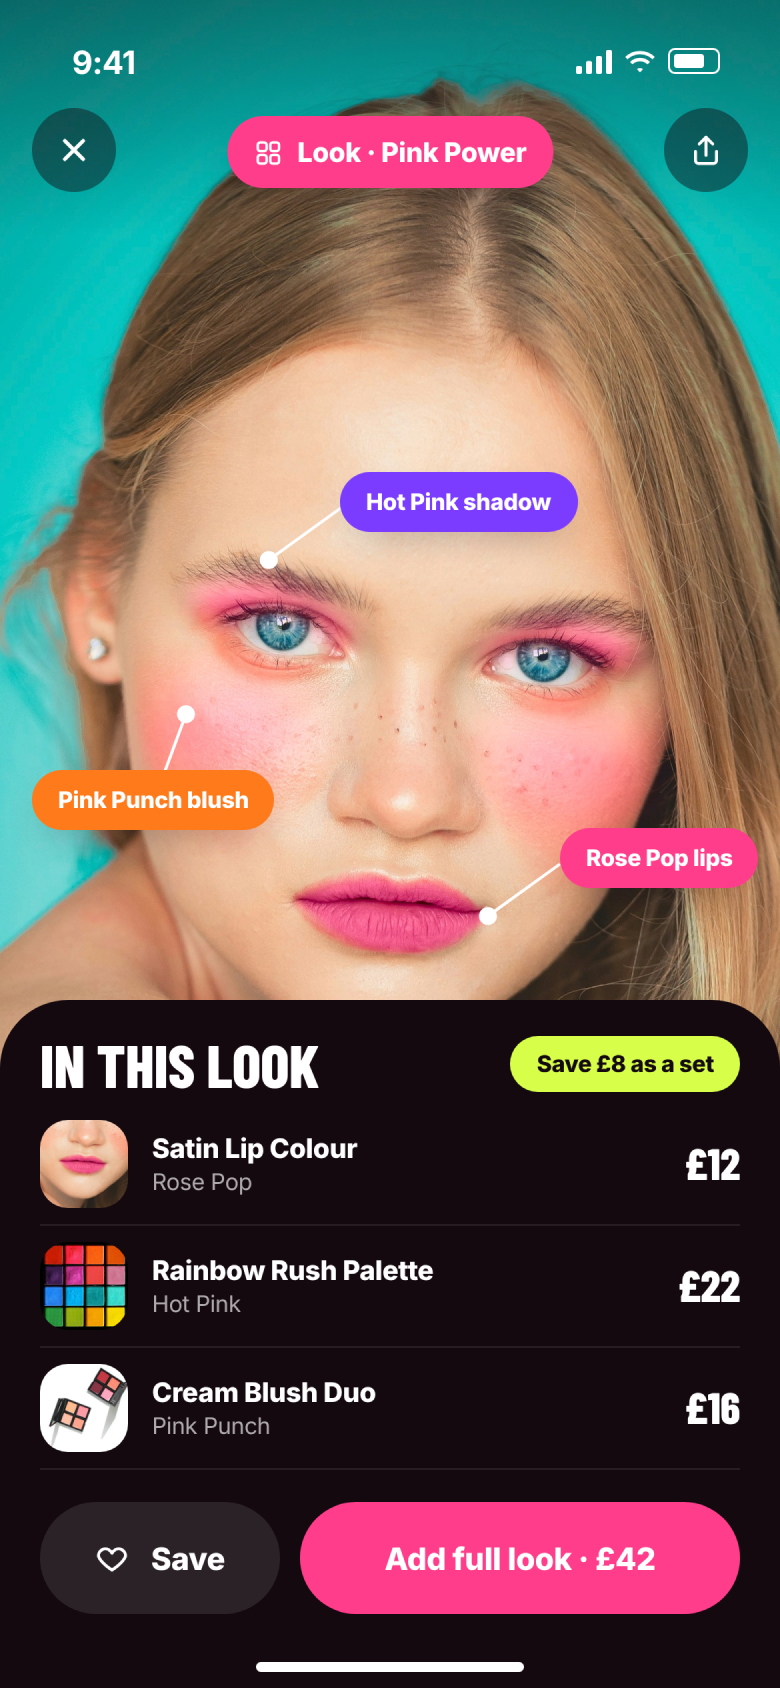 9:41
Look · Pink Power
Hot Pink shadow
Pink Punch blush
Rose Pop lips
IN THIS LOOK
Save £8 as a set
Satin Lip Colour
Rose Pop
£12
Rainbow Rush Palette
Hot Pink
£22
Cream Blush Duo
Pink Punch
£16
Save
Add full look · £42